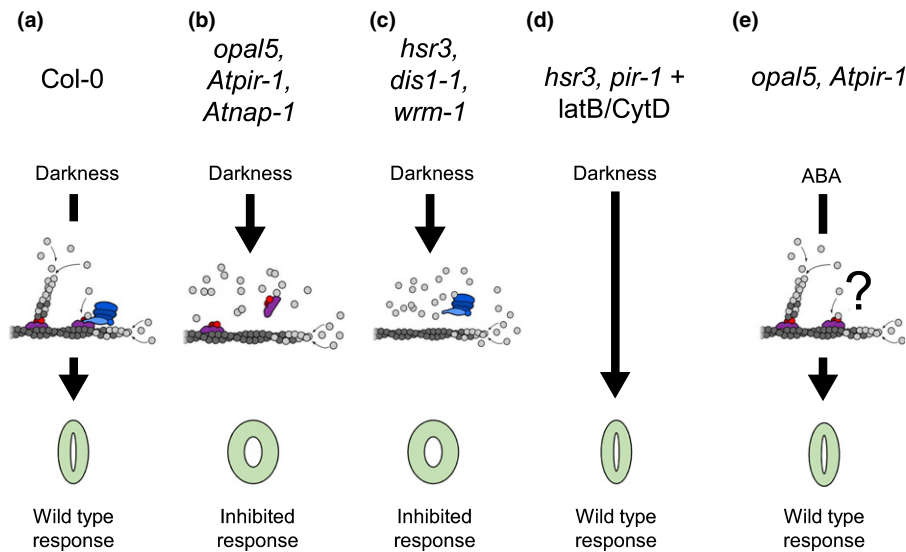 (a)
Col-0
Darkness
Wild type
response
(b)
opal5,
Atpir-1,
Atnap-1
Darkness
Inhibited
response
(c)
hsr3,
dis1-1,
wrm-1
Darkness
Inhibited
response
(d)
hsr3, pir-1 +
latB/CytD
Darkness
Wild type
response
(e)
opal5, Atpir-1
ABA
?
Wild type
response